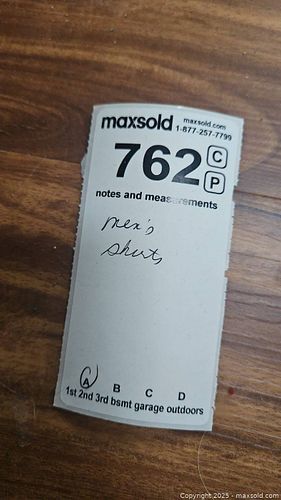 maxsold maxsold.com
1-877-257-7799
762 C
P
notes and measurements
men's
shirts
A B C D
1st 2nd 3rd bsmt garage outdoors
Copyright 2025 - maxsold.com